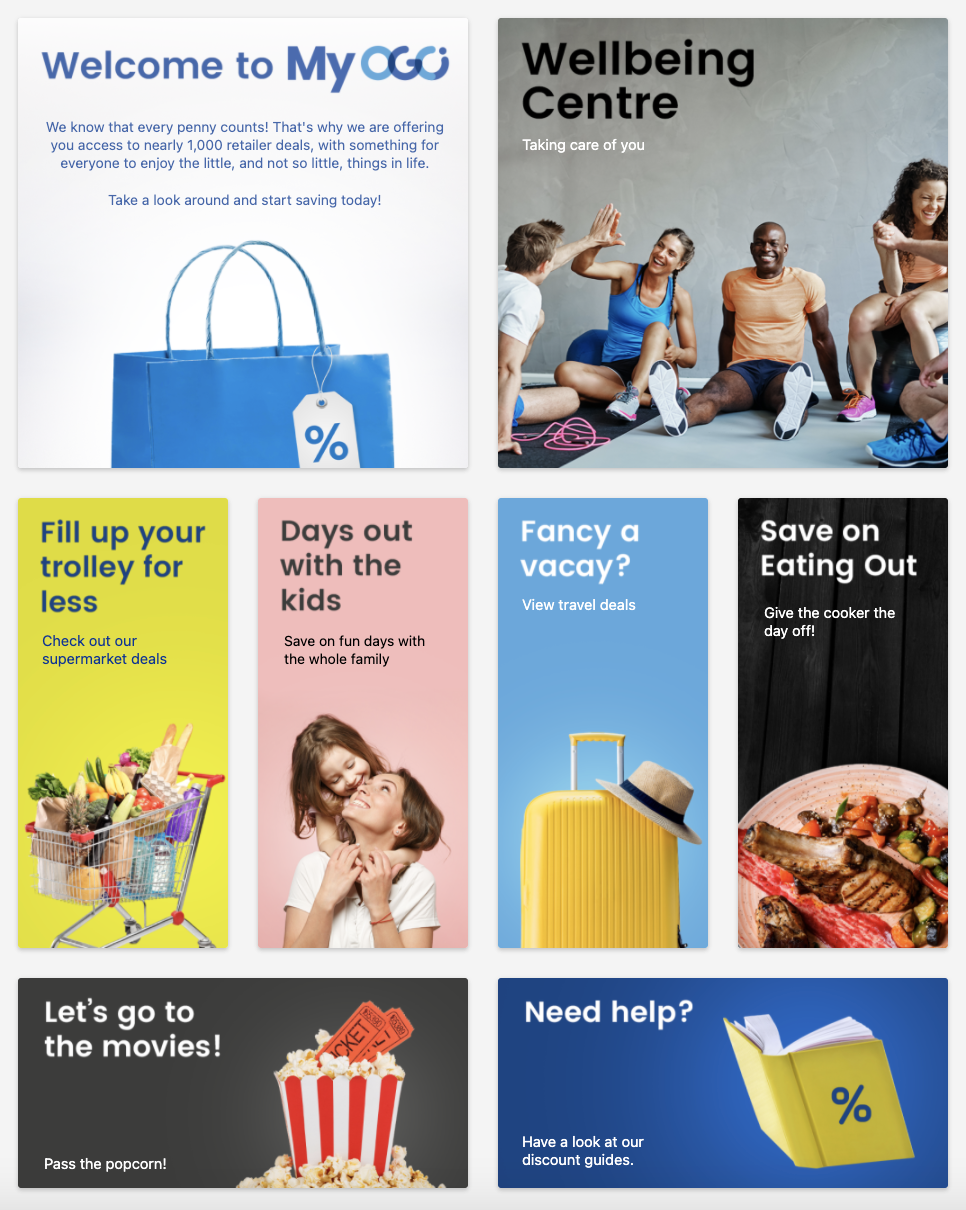 Welcome to My OGO
We know that every penny counts! That's why we are offering
you access to nearly 1,000 retailer deals, with something for
everyone to enjoy the little, and not so little, things in life.
Take a look around and start saving today!
%
Wellbeing
Centre
Taking care of you
Fill up your
trolley for
less
Check out our
supermarket deals
Days out
with the
kids
Save on fun days with
the whole family
Fancy a
vacay?
View travel deals
Save on
Eating Out
Give the cooker the
day off!
Let's go to
the movies!
Pass the popcorn!
Need help?
%
Have a look at our
discount guides.